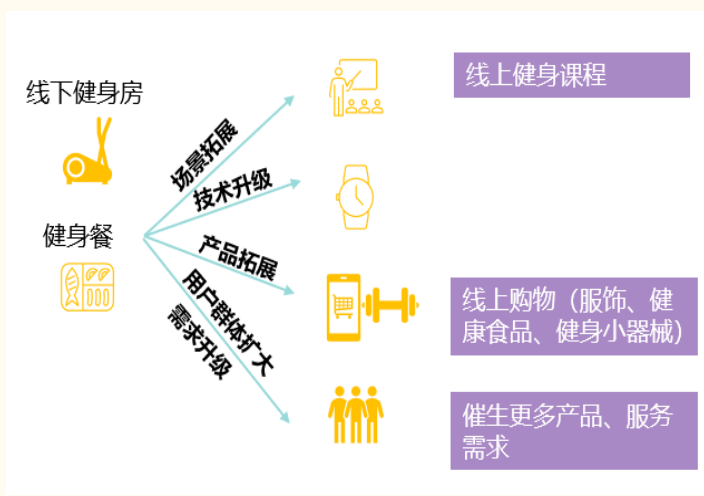 线下健身房
健身餐
场景拓展
技术升级
产品拓展
用户群体扩大
需求升级
线上健身课程
线上购物（服饰、健
康食品、健身小器械）
催生更多产品、服务
需求